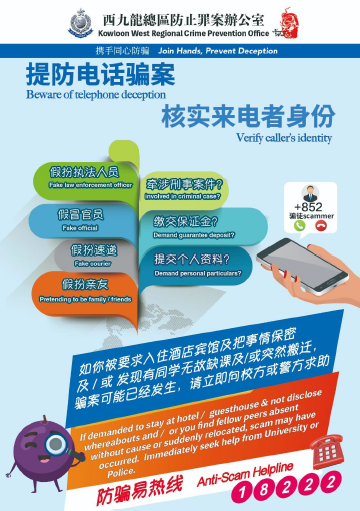 西九龍總區防止罪案辦公室
Kowloon West Regional Crime Prevention Office
携手同心防骗 Join Hands, Prevent Deception
提防电话骗案
Beware of telephone deception
核实来电者身份
Verify caller's identity
假扮执法人员
Fake law enforcement officer
牵涉刑事案件?
Involved in criminal case?
假冒官员
Fake official
缴交保证金?
Demand guarantee deposit?
假扮速递
Fake courier
提交个人资料?
Demand personal particulars?
假扮亲友
Pretending to be family / friends
+852
骗徒scammer
如你被要求入住酒店宾馆及把事情保密
及 / 或 发现有同学无故缺课及/或突然搬迁,
骗案可能已经发生，请立即向校方或警方求助
If demanded to stay at hotel / guesthouse & not disclose
whereabouts and / or you find fellow peers absent
without cause or suddenly relocated, scam may have
occurred. Immediately seek help from University or
Police.
防骗易热线 Anti-Scam Helpline
18222